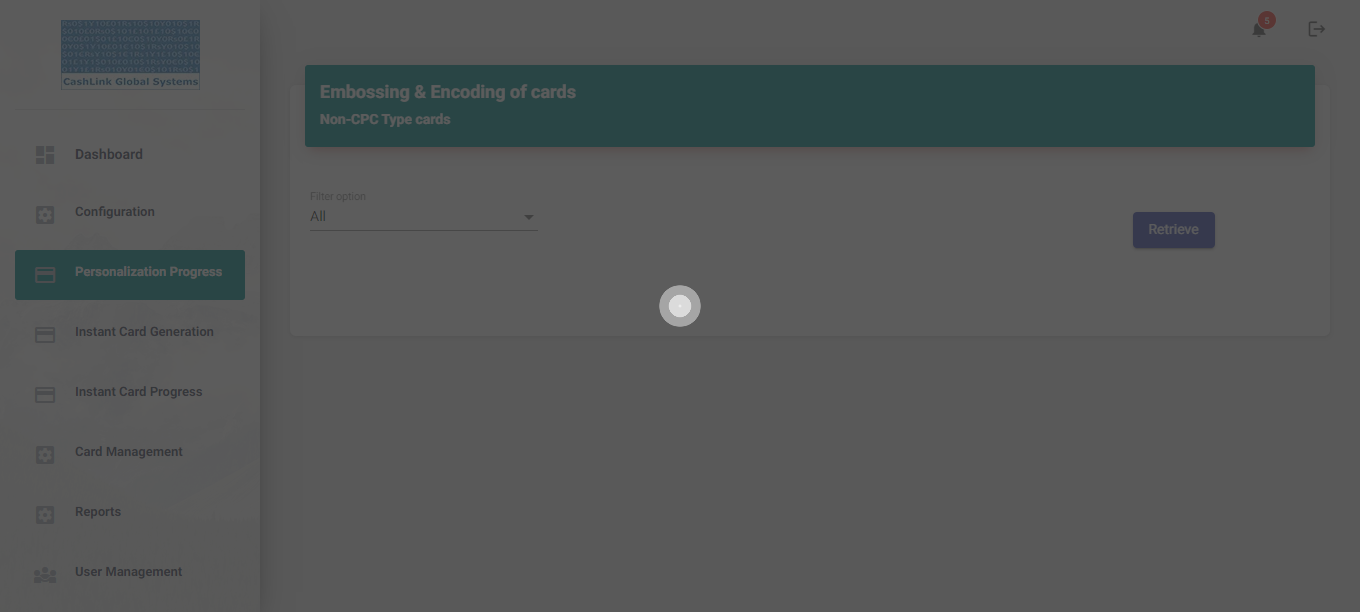 CashLink Global Systems
5
Embossing & Encoding of cards
Non-CPC Type cards
Dashboard
Configuration
Personalization Progress
Instant Card Generation
Instant Card Progress
Card Management
Reports
User Management
Filter option
All
Retrieve